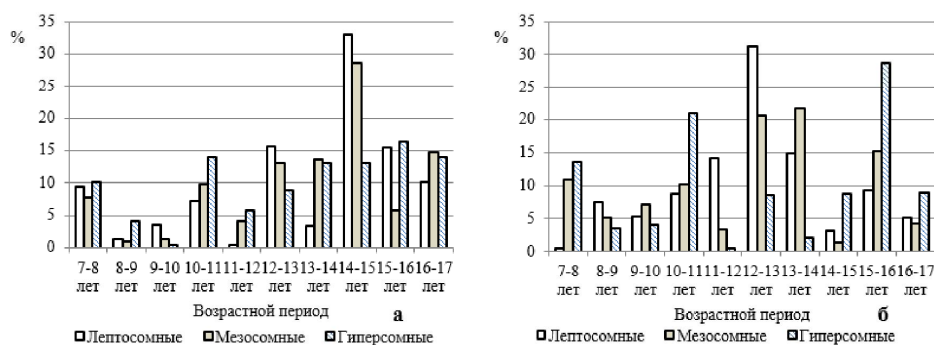 %
35
30
25
20
15
10
5
0
7-8 8-9 9-10 10-11 11-12 12-13 13-14 14-15 15-16 16-17
лет лет лет лет лет лет лет лет лет лет
Возрастной период а
Лептосомные Мезосомные Гиперсомные
%
35
30
25
20
15
10
5
0
7-8 8-9 9-10 10-11 11-12 12-13 13-14 14-15 15-16 16-17
лет лет лет лет лет лет лет лет лет лет
Возрастной период б
Лептосомные Мезосомные Гиперсомные